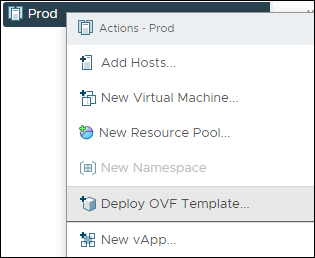 Prod
Actions - Prod
Add Hosts...
New Virtual Machine...
New Resource Pool...
New Namespace
Deploy OVF Template...
New vApp...